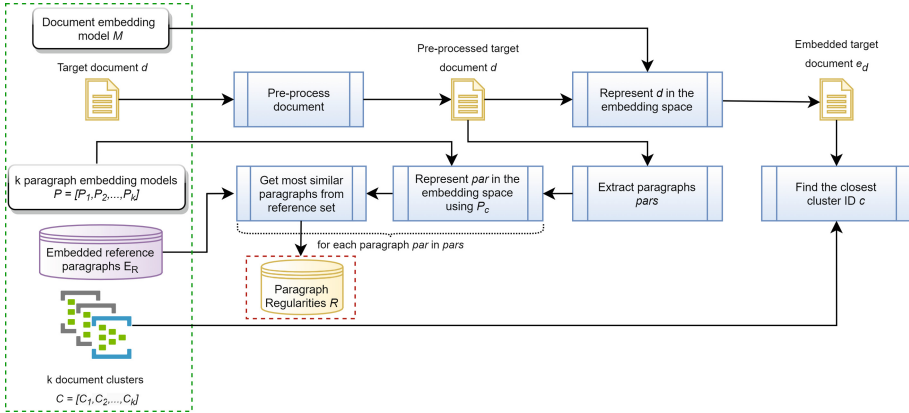 Document embedding
model M
Target document d
Pre-process
document
Pre-processed target
document d
Represent d in the
embedding space
Embedded target
document e_d
k paragraph embedding models
P = [P_1,P_2,...,P_k]
Get most similar
paragraphs from
reference set
Represent par in the
embedding space
using P_c
Extract paragraphs
pars
Find the closest
cluster ID c
for each paragraph par in pars
Embedded reference
paragraphs E_R
Paragraph
Regularities R
k document clusters
C = [C_1,C_2,...,C_k]